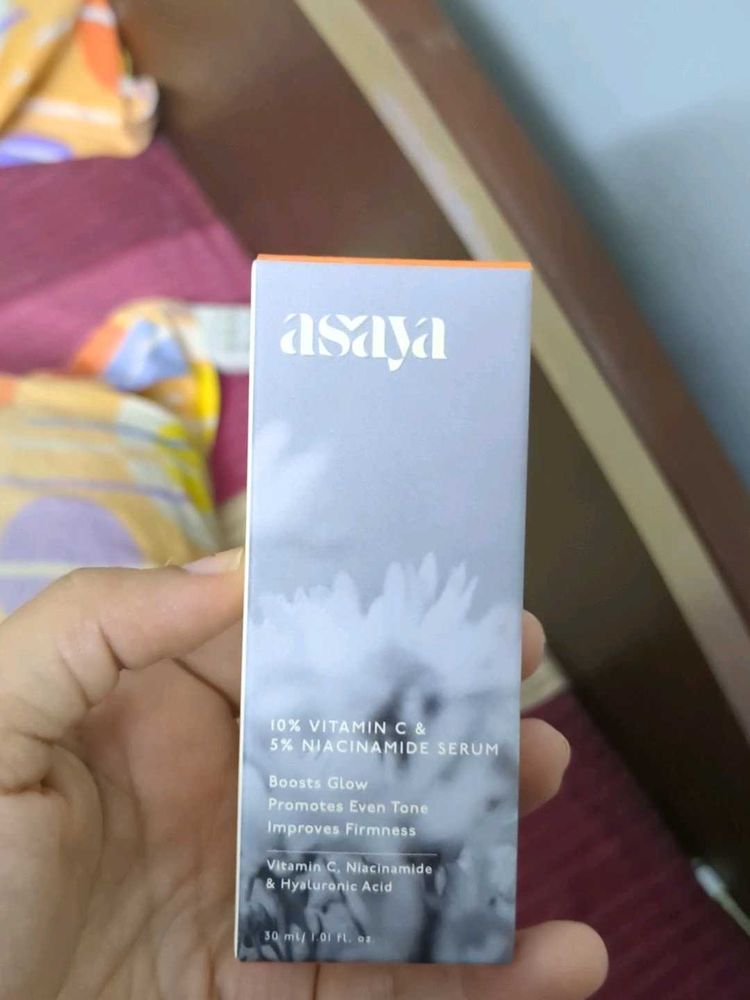 asaya
10% VITAMIN C &
5% NIACINAMIDE SERUM
Boosts Glow
Promotes Even Tone
Improves Firmness
Vitamin C, Niacinamide
& Hyaluronic Acid
30 ml/ 1.01 fl. oz.